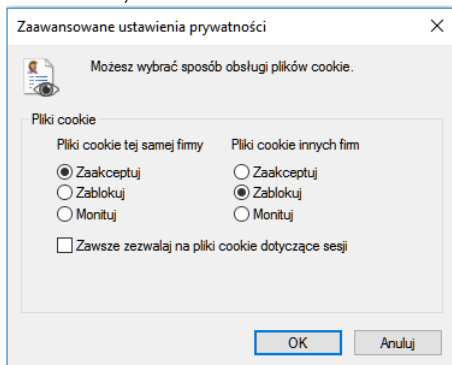 Zaawansowane ustawienia prywatności
Możesz wybrać sposób obsługi plików cookie.
Pliki cookie
Pliki cookie tej samej firmy Pliki cookie innych firm
Zaakceptuj Zaakceptuj
Zablokuj Zablokuj
Monituj Monituj
Zawsze zezwalaj na pliki cookie dotyczące sesji
OK Anuluj